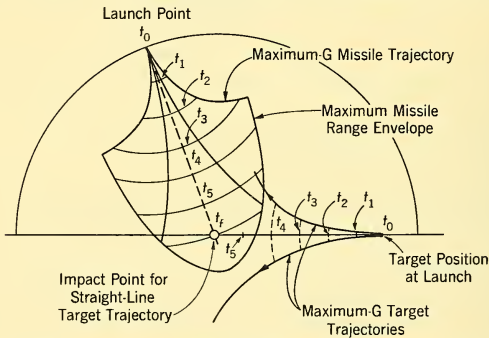 Launch Point
t0
t1
t2
Maximum-G Missile Trajectory
t3
Maximum Missile
Range Envelope
t4
t5
tf
t5
t4
t3
t2
t1
t0
Impact Point for
Straight-Line
Target Trajectory
Target Position
at Launch
Maximum-G Target
Trajectories